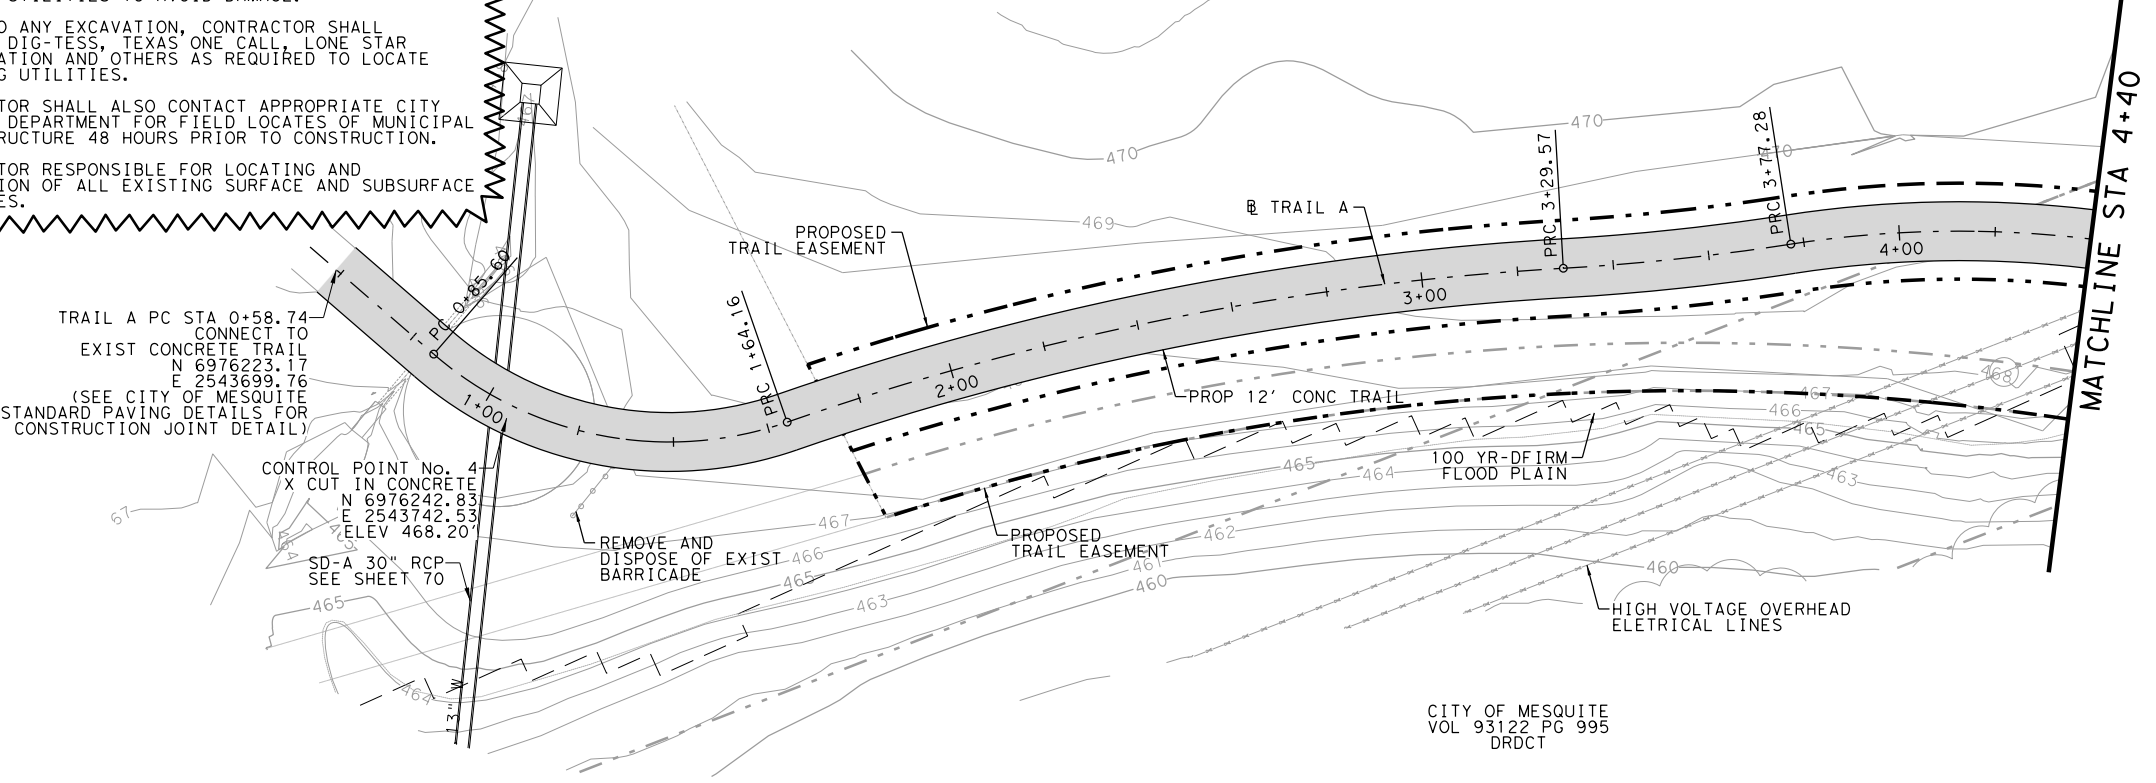 UTILITIES TO AVOID DAMAGE.
O ANY EXCAVATION, CONTRACTOR SHALL
DIG-TESS, TEXAS ONE CALL, LONE STAR
ATION AND OTHERS AS REQUIRED TO LOCATE
G UTILITIES.
TOR SHALL ALSO CONTACT APPROPRIATE CITY
DEPARTMENT FOR FIELD LOCATES OF MUNICIPAL
RUCTURE 48 HOURS PRIOR TO CONSTRUCTION.
TOR RESPONSIBLE FOR LOCATING AND
ION OF ALL EXISTING SURFACE AND SUBSURFACE
ES.
TRAIL A PC STA 0+58.74
CONNECT TO
EXIST CONCRETE TRAIL
N 6976223.17
E 2543699.76
(SEE CITY OF MESQUITE
STANDARD PAVING DETAILS FOR
CONSTRUCTION JOINT DETAIL)
PC 0+85.60
1+00
CONTROL POINT No. 4
X CUT IN CONCRETE
N 6976242.83
E 2543742.53
ELEV 468.20'
SD-A 30" RCP
SEE SHEET 70
REMOVE AND
DISPOSE OF EXIST
BARRICADE
PRC 1+64.16
PROPOSED
TRAIL EASEMENT
2+00
BL TRAIL A
3+00
PRC 3+29.57
PRC 3+77.28
4+00
MATCHLINE STA 4+40
PROP 12' CONC TRAIL
PROPOSED
TRAIL EASEMENT
100 YR-DFIRM
FLOOD PLAIN
HIGH VOLTAGE OVERHEAD
ELETRICAL LINES
CITY OF MESQUITE
VOL 93122 PG 995
DRDCT
470
470
470
469
468
467
466
465
463
465
464
462
461
460
460
467
466
465
463
465
464
67
13" W